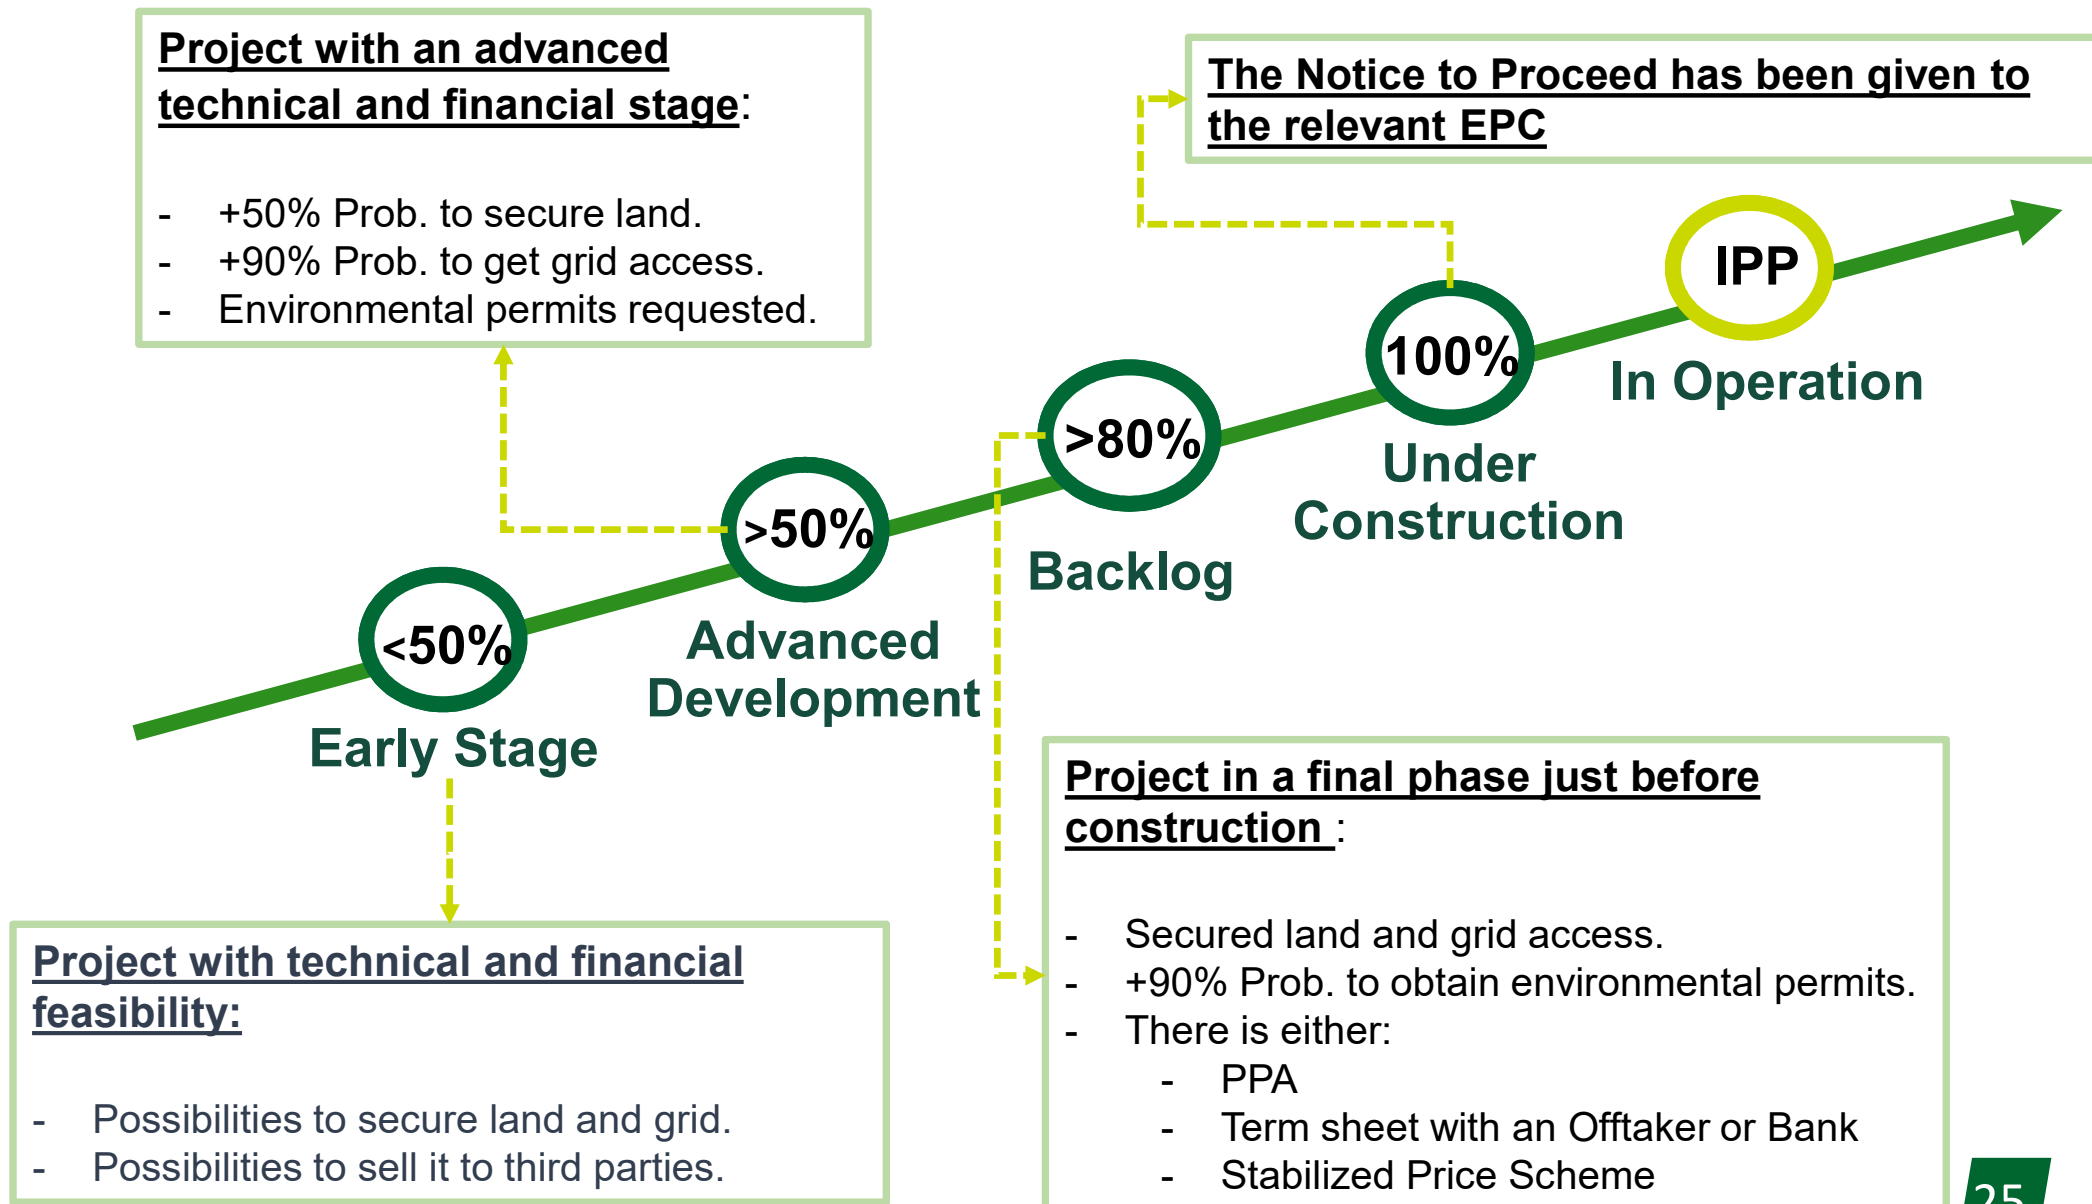 Project with an advanced
technical and financial stage:
- +50% Prob. to secure land.
- +90% Prob. to get grid access.
- Environmental permits requested.
The Notice to Proceed has been given to
the relevant EPC
IPP
In Operation
100%
Under
Construction
>80%
Backlog
>50%
Advanced
Development
<50%
Early Stage
Project with technical and financial
feasibility:
- Possibilities to secure land and grid.
- Possibilities to sell it to third parties.
Project in a final phase just before
construction :
- Secured land and grid access.
- +90% Prob. to obtain environmental permits.
- There is either:
- PPA
- Term sheet with an Offtaker or Bank
- Stabilized Price Scheme
25